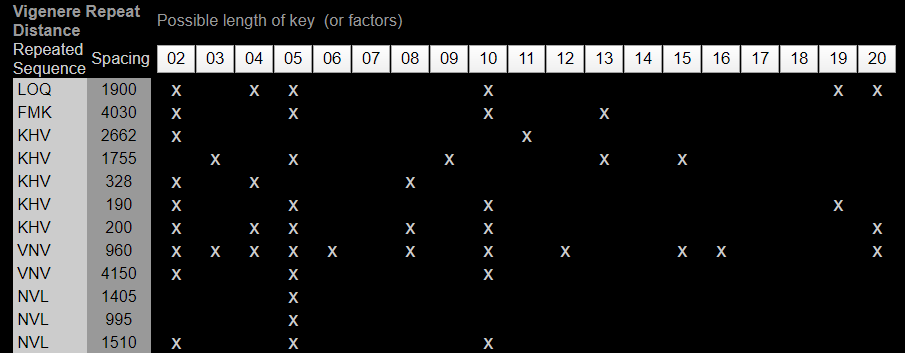 Vigenere Repeat Distance Possible length of key (or factors)
Repeated Sequence Spacing 02 03 04 05 06 07 08 09 10 11 12 13 14 15 16 17 18 19 20
LOQ 1900 X X X X X X
FMK 4030 X X X X
KHV 2662 X X
KHV 1755 X X X X X
KHV 328 X X X
KHV 190 X X X X
KHV 200 X X X X X X
VNV 960 X X X X X X X X X X X
VNV 4150 X X X
NVL 1405 X
NVL 995 X
NVL 1510 X X X